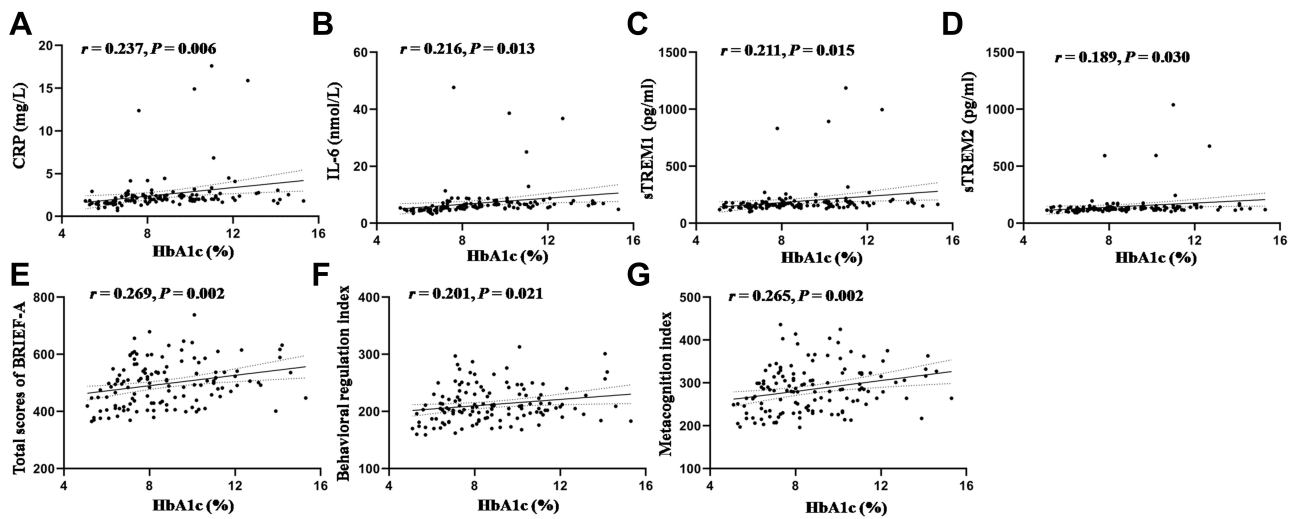 A
r = 0.237, P = 0.006
CRP (mg/L)
20
15
10
5
0
4
8
12
16
HbA1c (%)
B
r = 0.216, P = 0.013
IL-6 (nmol/L)
60
40
20
0
4
8
12
16
HbA1c (%)
C
r = 0.211, P = 0.015
sTREM1 (pg/ml)
1500
1000
500
0
4
8
12
16
HbA1c (%)
D
r = 0.189, P = 0.030
sTREM2 (pg/ml)
1500
1000
500
0
4
8
12
16
HbA1c (%)
E
r = 0.269, P = 0.002
Total scores of BRIEF-A
800
600
400
200
4
8
12
16
HbA1c (%)
F
r = 0.201, P = 0.021
Behavioral regulation index
400
300
200
100
4
8
12
16
HbA1c (%)
G
r = 0.265, P = 0.002
Metacognition index
500
400
300
200
100
4
8
12
16
HbA1c (%)